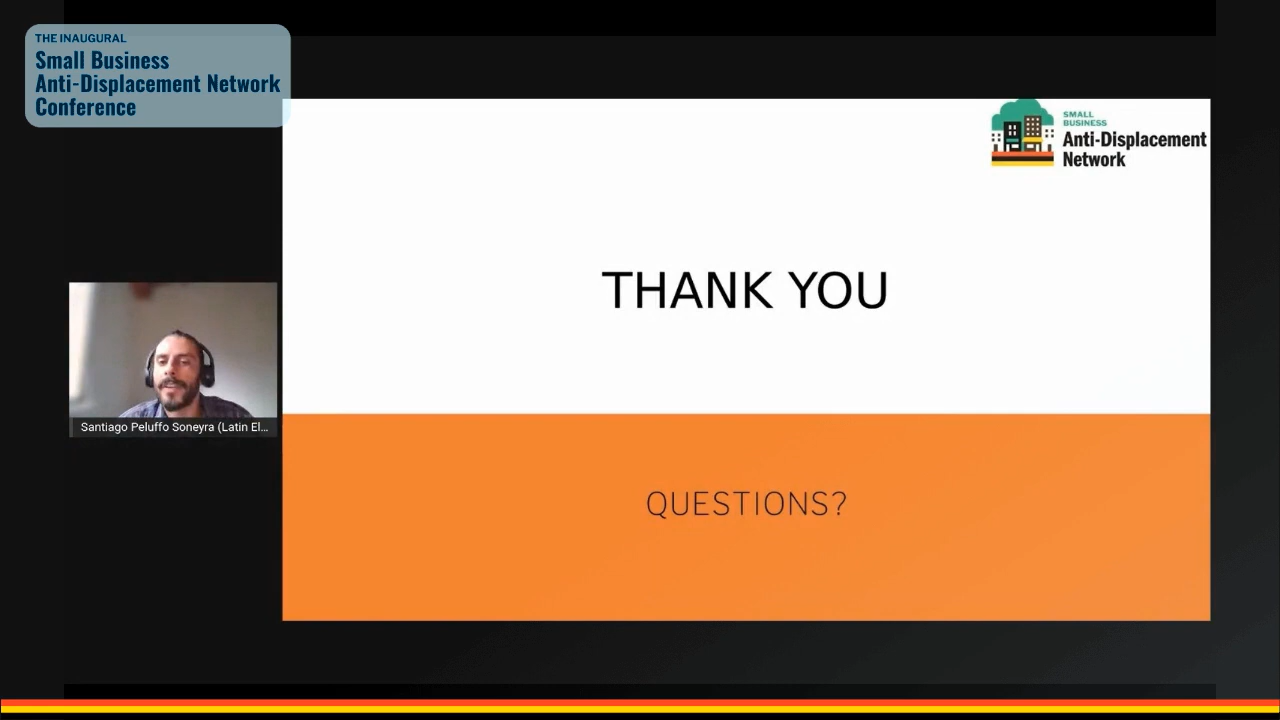 THE INAUGURAL
Small Business
Anti-Displacement Network
Conference
SMALL
BUSINESS
Anti-Displacement
Network
THANK YOU
Santiago Peluffo Soneyra (Latin El...
QUESTIONS?